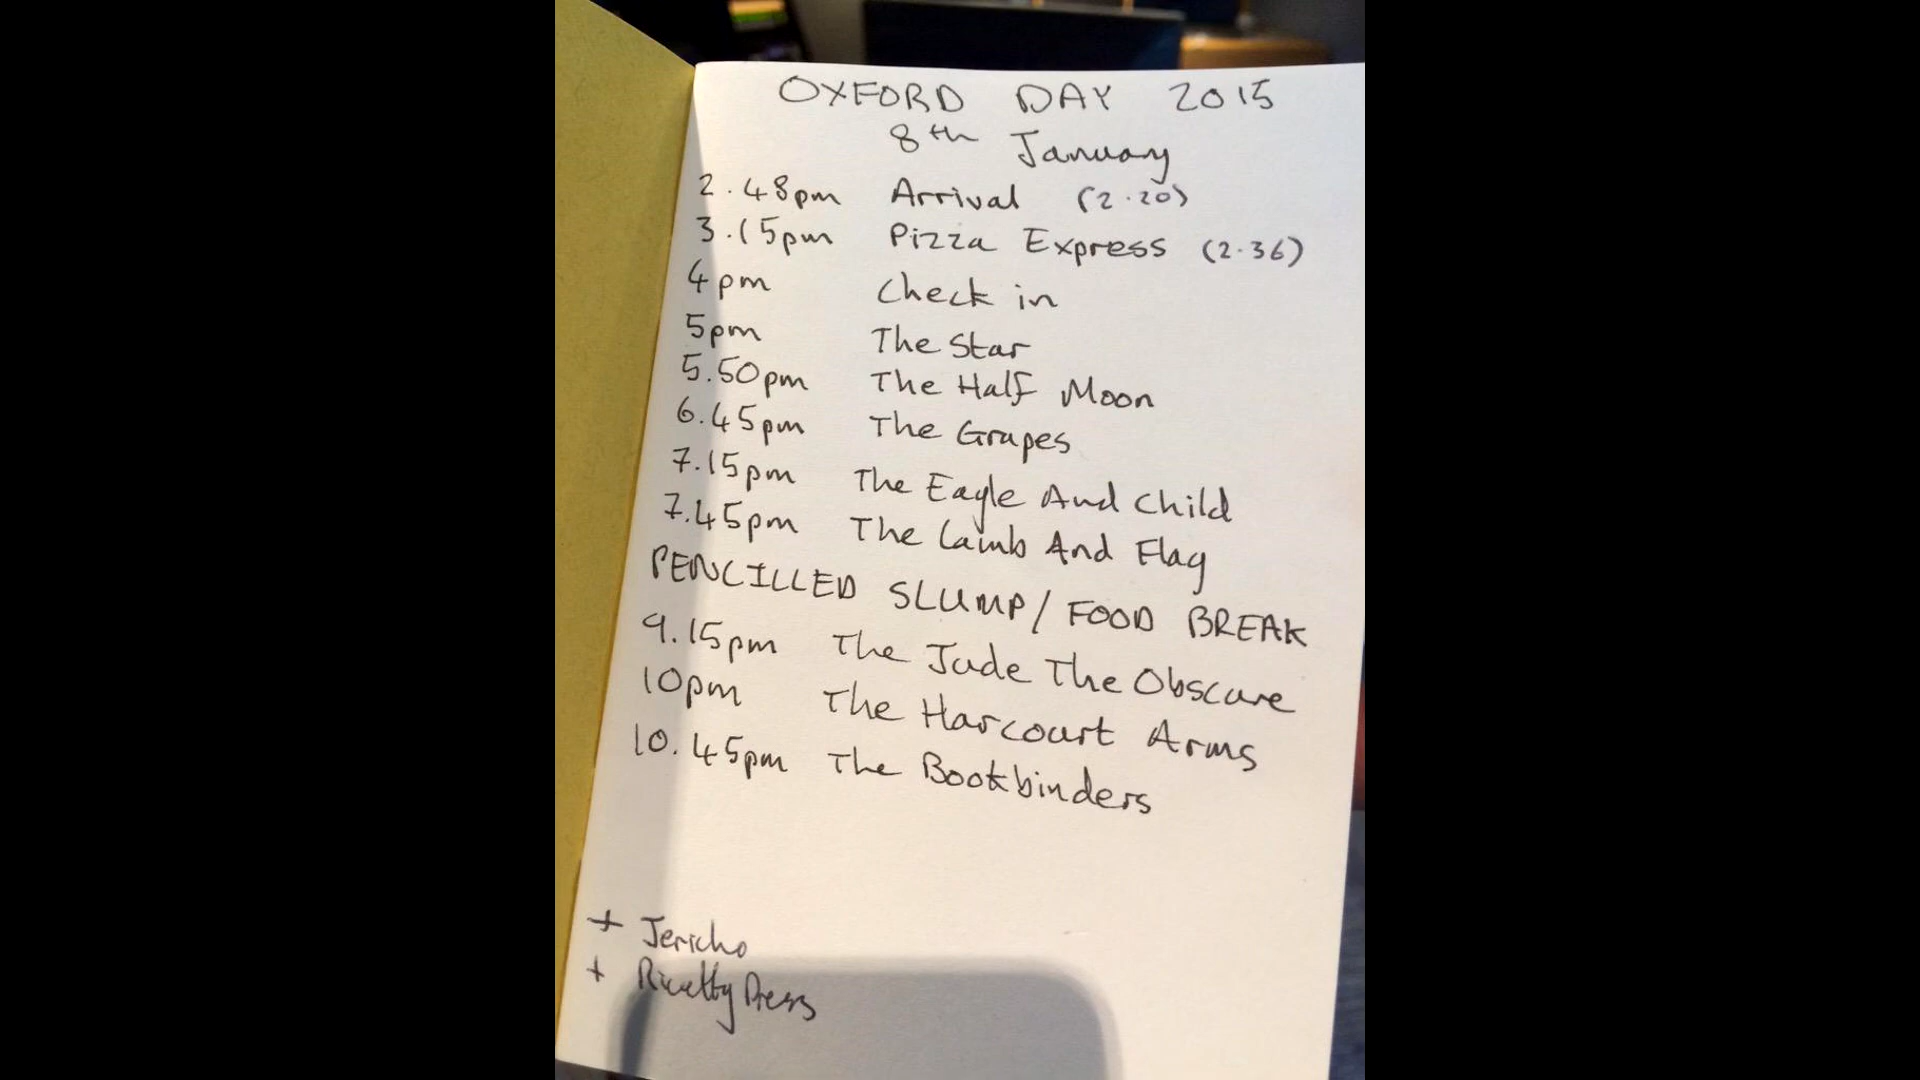 OXFORD DAY 2015
8th January
2.48pm Arrival (2.20)
3.15pm Pizza Express (2.36)
4pm Check in
5pm The Star
5.50pm The Half Moon
6.45pm The Grapes
7.15pm The Eagle And Child
7.45pm The Lamb And Flag
PENCILLED SLUMP/FOOD BREAK
9.15pm The Jude The Obscure
10pm The Harcourt Arms
10.45pm The Bookbinders
+ Jericho
+ Rickety Press